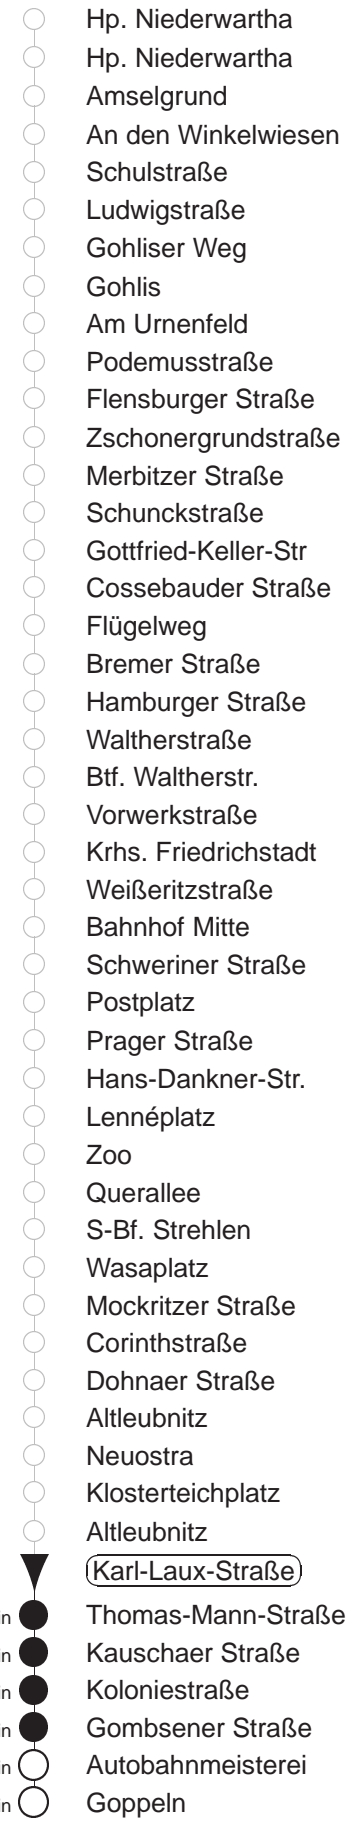 Hp. Niederwartha
Hp. Niederwartha
Amselgrund
An den Winkelwiesen
Schulstraße
Ludwigstraße
Gohliser Weg
Gohlis
Am Urnenfeld
Podemusstraße
Flensburger Straße
Zschonergrundstraße
Merbitzer Straße
Schunckstraße
Gottfried-Keller-Str
Cossebauder Straße
Flügelweg
Bremer Straße
Hamburger Straße
Waltherstraße
Btf. Waltherstr.
Vorwerkstraße
Krhs. Friedrichstadt
Weißeritzstraße
Bahnhof Mitte
Schweriner Straße
Postplatz
Prager Straße
Hans-Dankner-Str.
Lennéplatz
Zoo
Querallee
S-Bf. Strehlen
Wasaplatz
Mockritzer Straße
Corinthstraße
Dohnaer Straße
Altleubnitz
Neuostra
Klosterteichplatz
Altleubnitz
Karl-Laux-Straße
Thomas-Mann-Straße
Kauschaer Straße
Koloniestraße
Gombsener Straße
Autobahnmeisterei
Goppeln